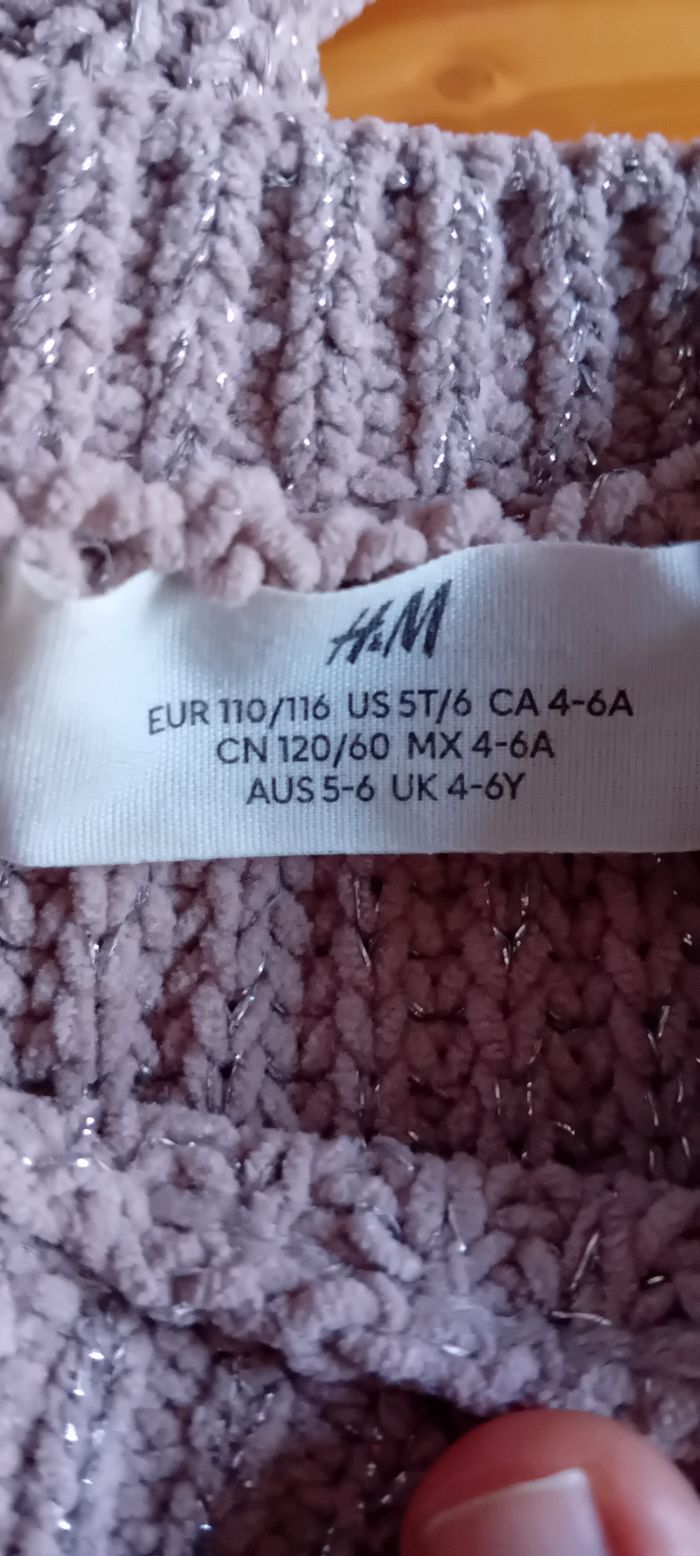 H&M
EUR 110/116 US 5T/6 CA 4-6A
CN 120/60 MX 4-6A
AUS 5-6 UK 4-6Y